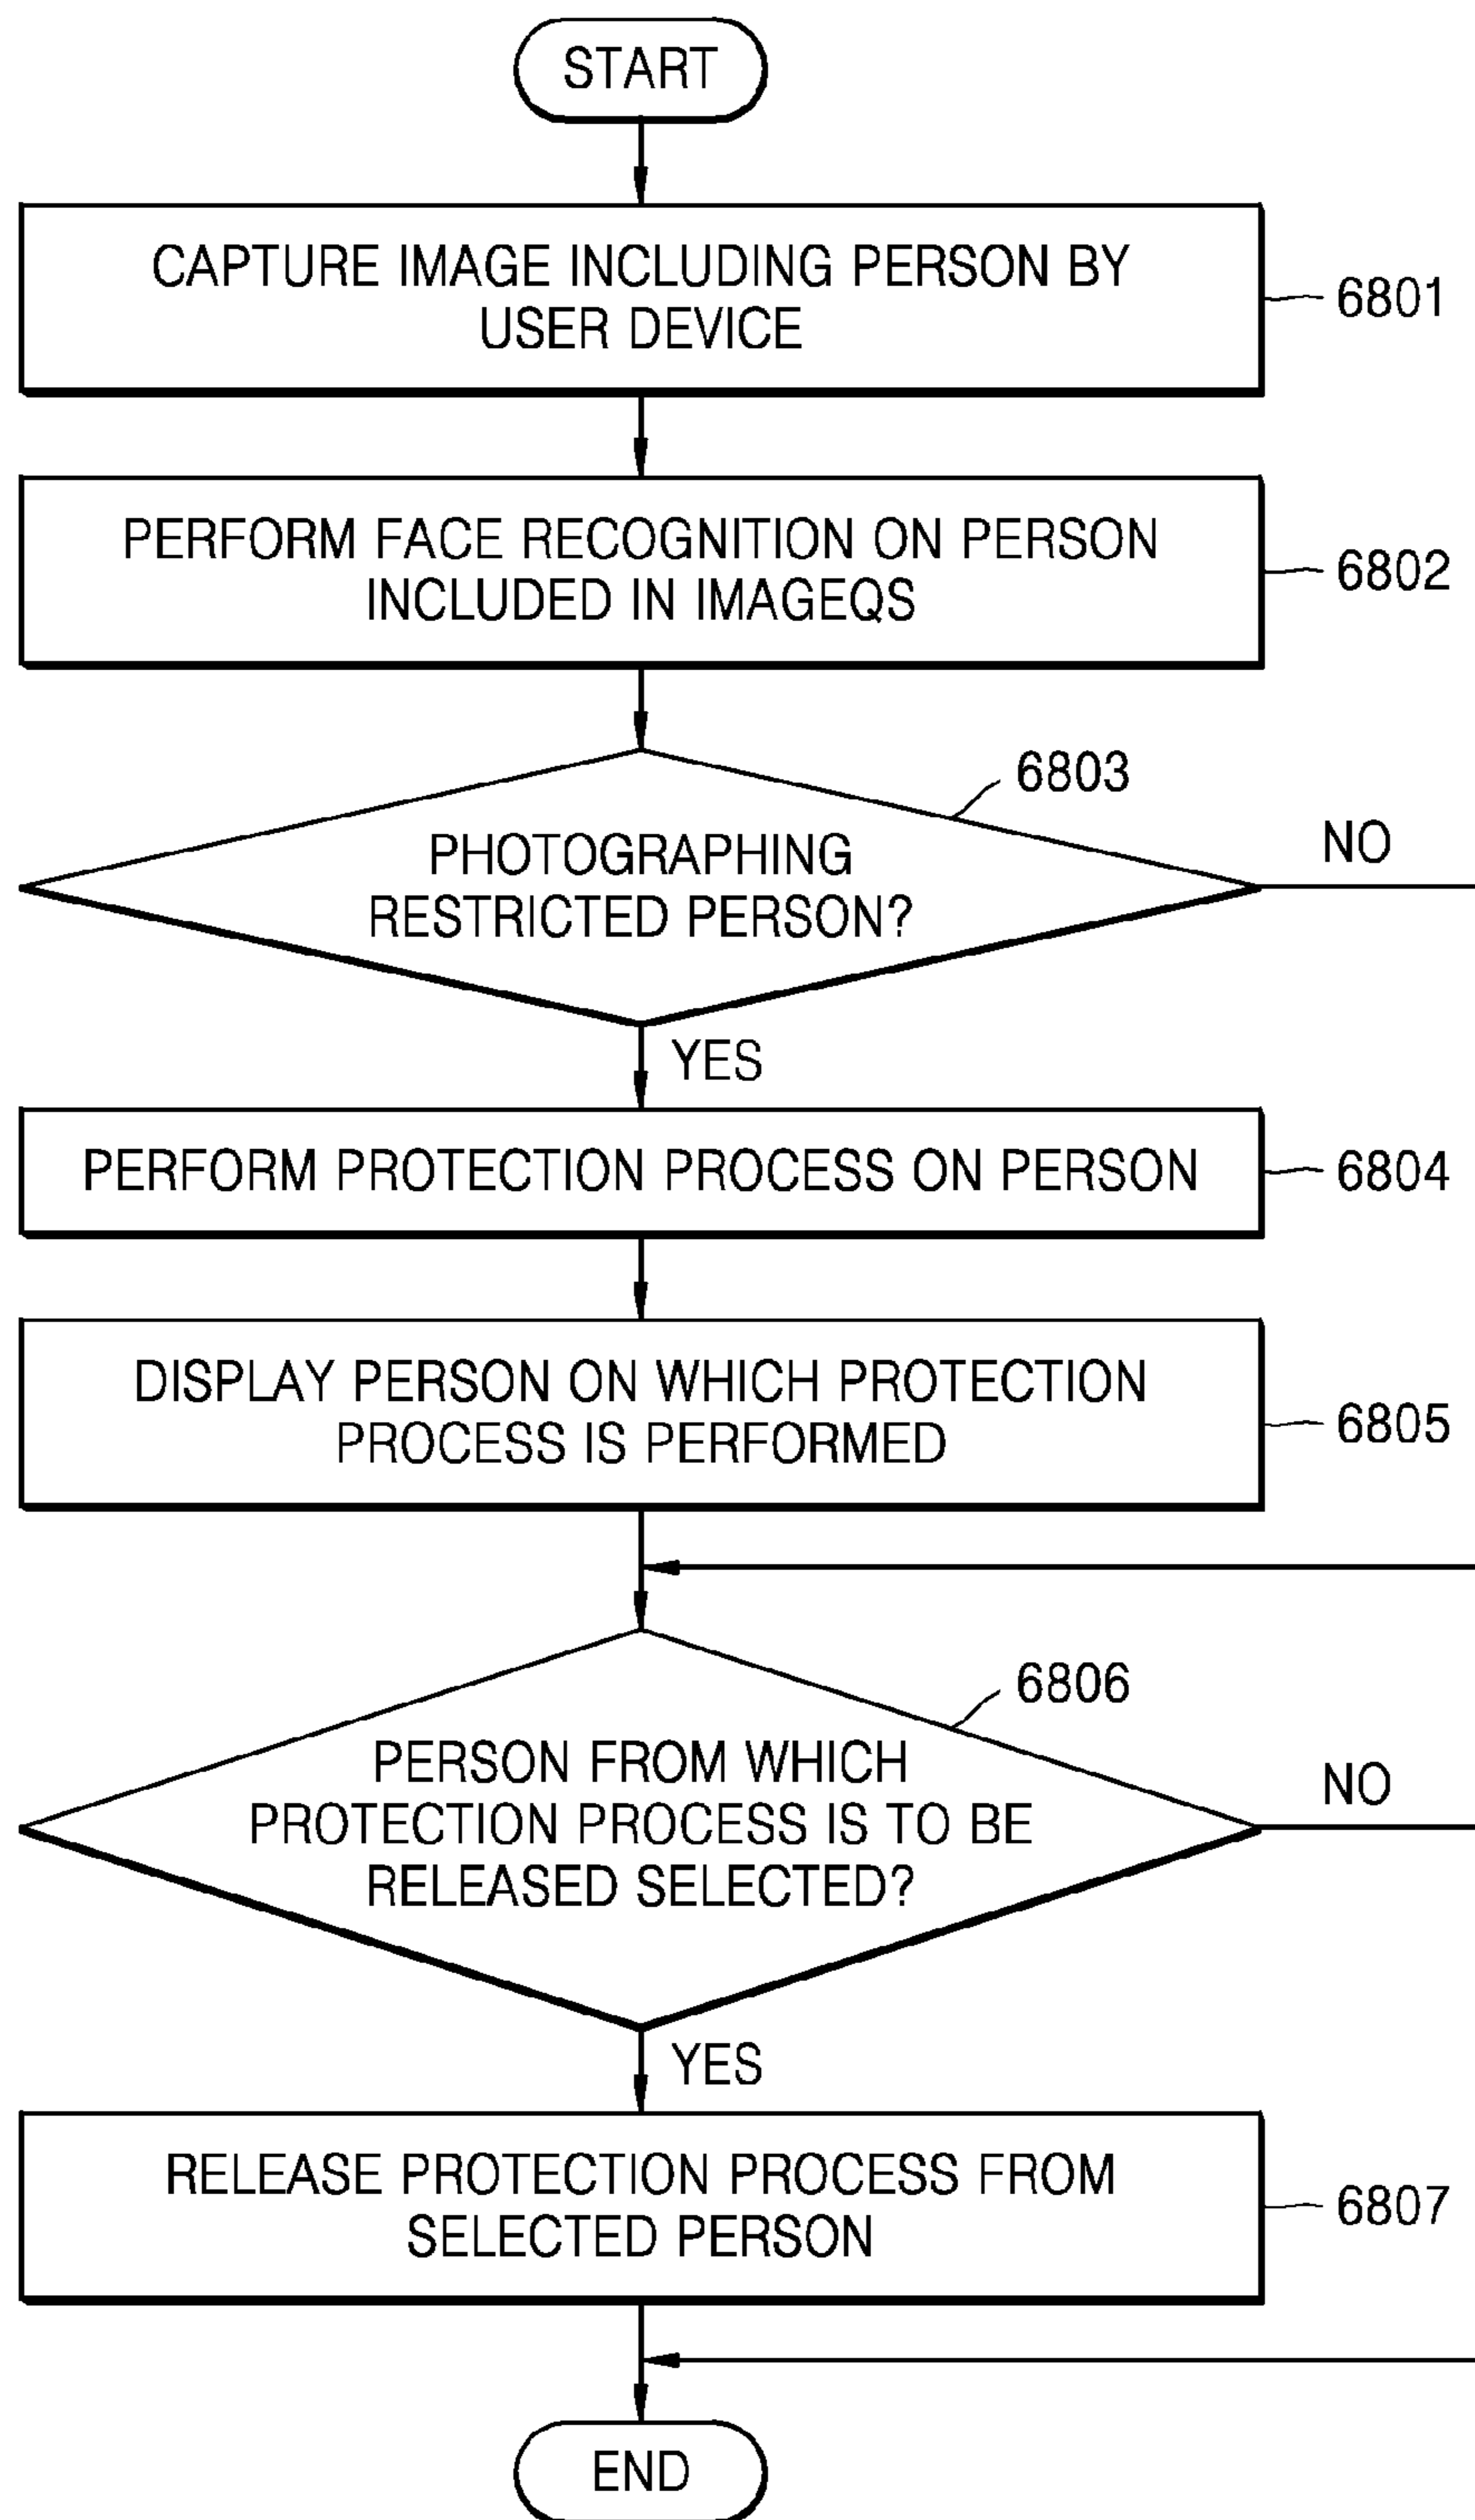 START
CAPTURE IMAGE INCLUDING PERSON BY
USER DEVICE
6801
PERFORM FACE RECOGNITION ON PERSON
INCLUDED IN IMAGEQS
6802
6803
PHOTOGRAPHING
RESTRICTED PERSON?
NO
YES
PERFORM PROTECTION PROCESS ON PERSON
6804
DISPLAY PERSON ON WHICH PROTECTION
PROCESS IS PERFORMED
6805
6806
PERSON FROM WHICH
PROTECTION PROCESS IS TO BE
RELEASED SELECTED?
NO
YES
RELEASE PROTECTION PROCESS FROM
SELECTED PERSON
6807
END